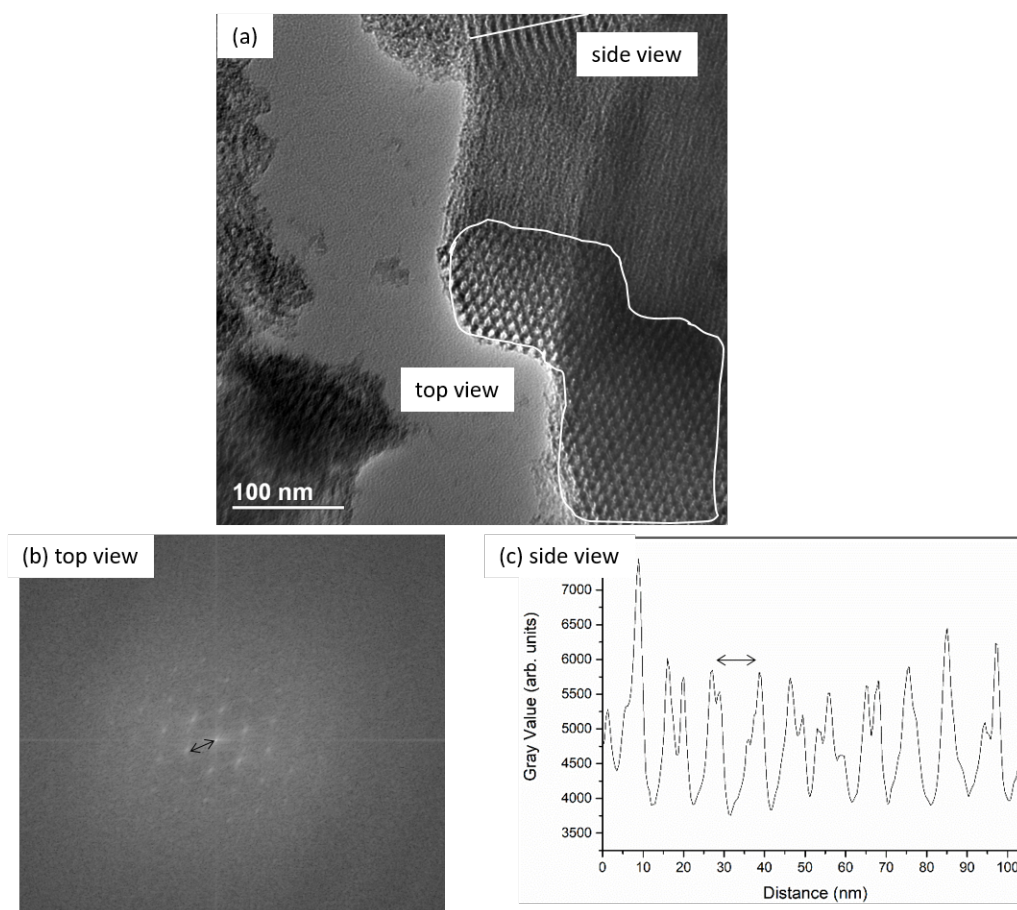 (a)
side view
top view
100 nm
(b) top view
(c) side view
7000
6500
6000
5500
5000
4500
4000
3500
Gray Value (arb. units)
0 10 20 30 40 50 60 70 80 90 100
Distance (nm)